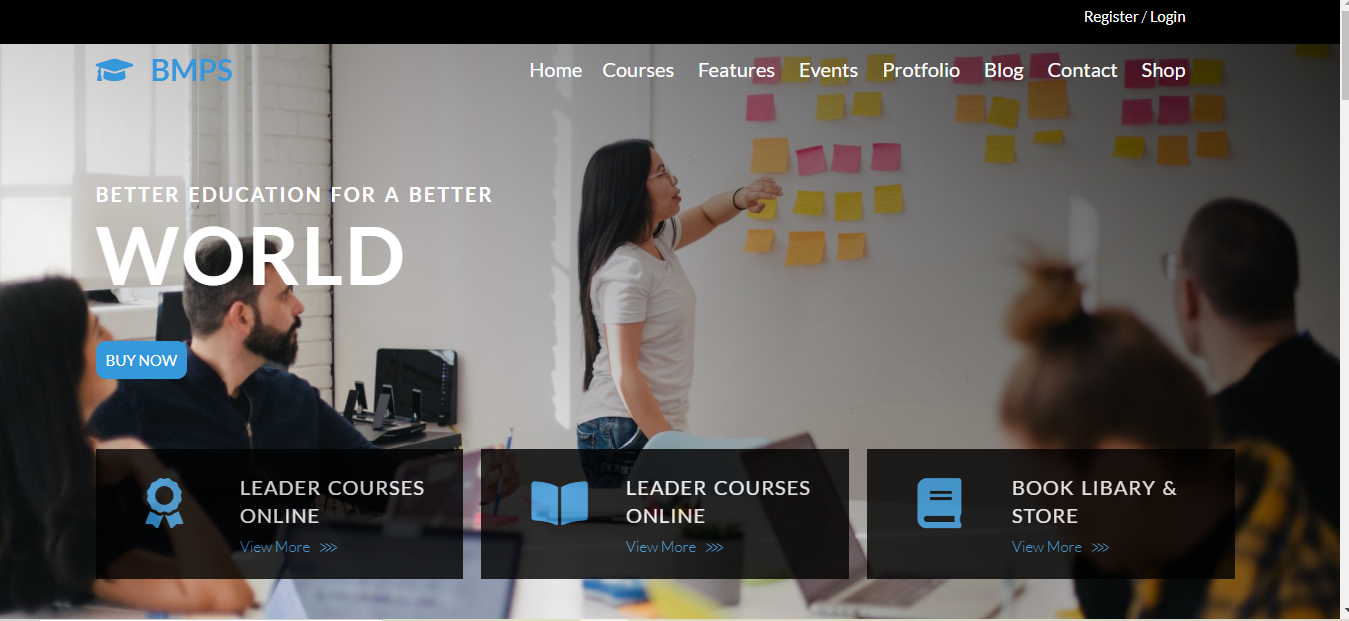 Register / Login
BMPS
Home Courses Features Events Protfolio Blog Contact Shop
BETTER EDUCATION FOR A BETTER
WORLD
BUY NOW
LEADER COURSES
ONLINE
View More >>>
LEADER COURSES
ONLINE
View More >>>
BOOK LIBARY &
STORE
View More >>>